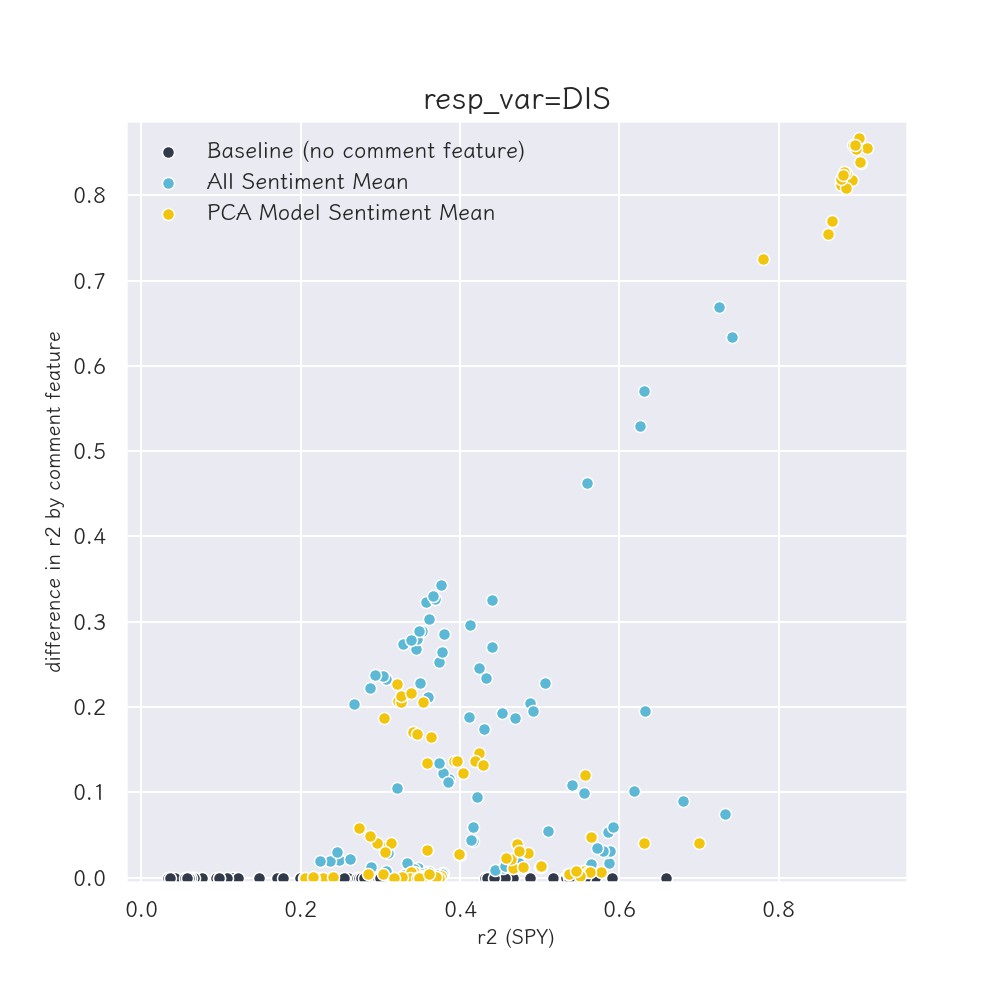 resp_var=DIS
Baseline (no comment feature)
All Sentiment Mean
PCA Model Sentiment Mean
difference in r2 by comment feature
0.8
0.7
0.6
0.5
0.4
0.3
0.2
0.1
0.0
0.0 0.2 0.4 0.6 0.8
r2 (SPY)